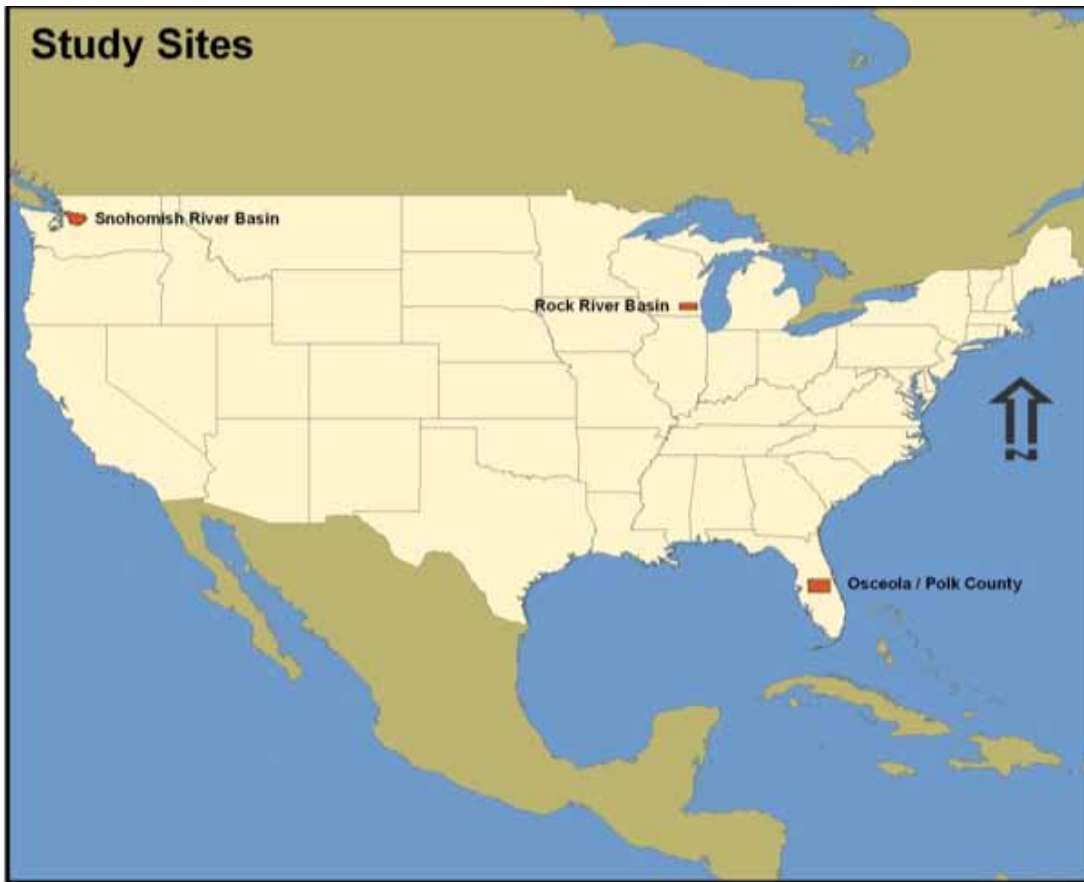 Study Sites
Snohomish River Basin
Rock River Basin
N
Osceola / Polk County